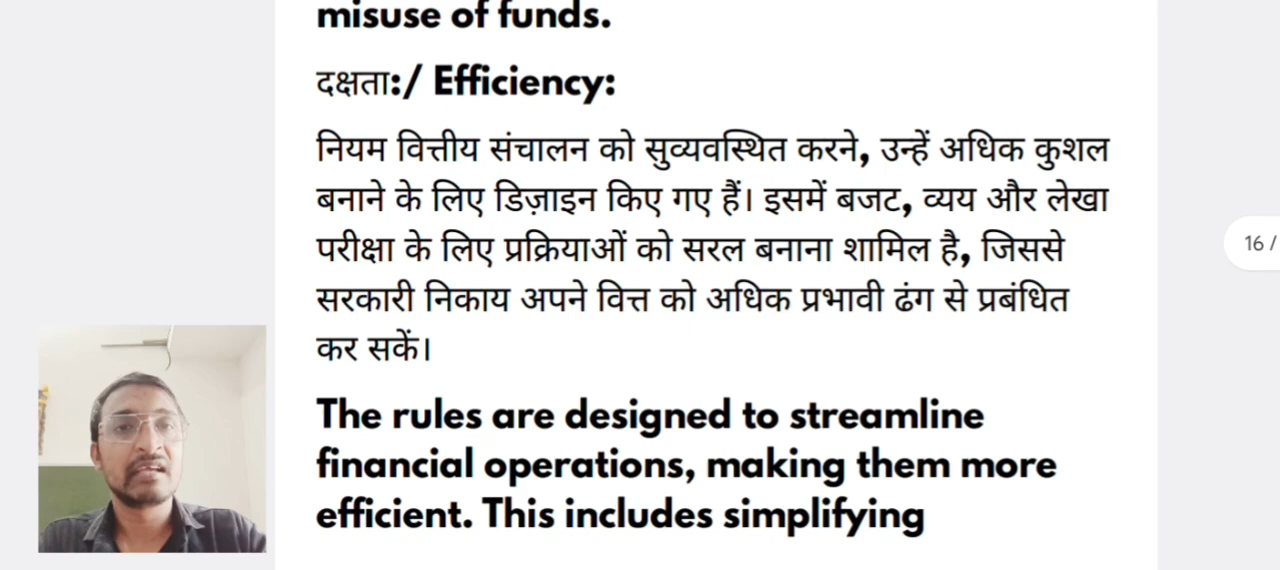 misuse of funds.
दक्षता:/ Efficiency:
नियम वित्तीय संचालन को सुव्यवस्थित करने, उन्हें अधिक कुशल
बनाने के लिए डिज़ाइन किए गए हैं। इसमें बजट, व्यय और लेखा
परीक्षा के लिए प्रक्रियाओं को सरल बनाना शामिल है, जिससे
सरकारी निकाय अपने वित्त को अधिक प्रभावी ढंग से प्रबंधित
कर सकें।
The rules are designed to streamline
financial operations, making them more
efficient. This includes simplifying
16 /